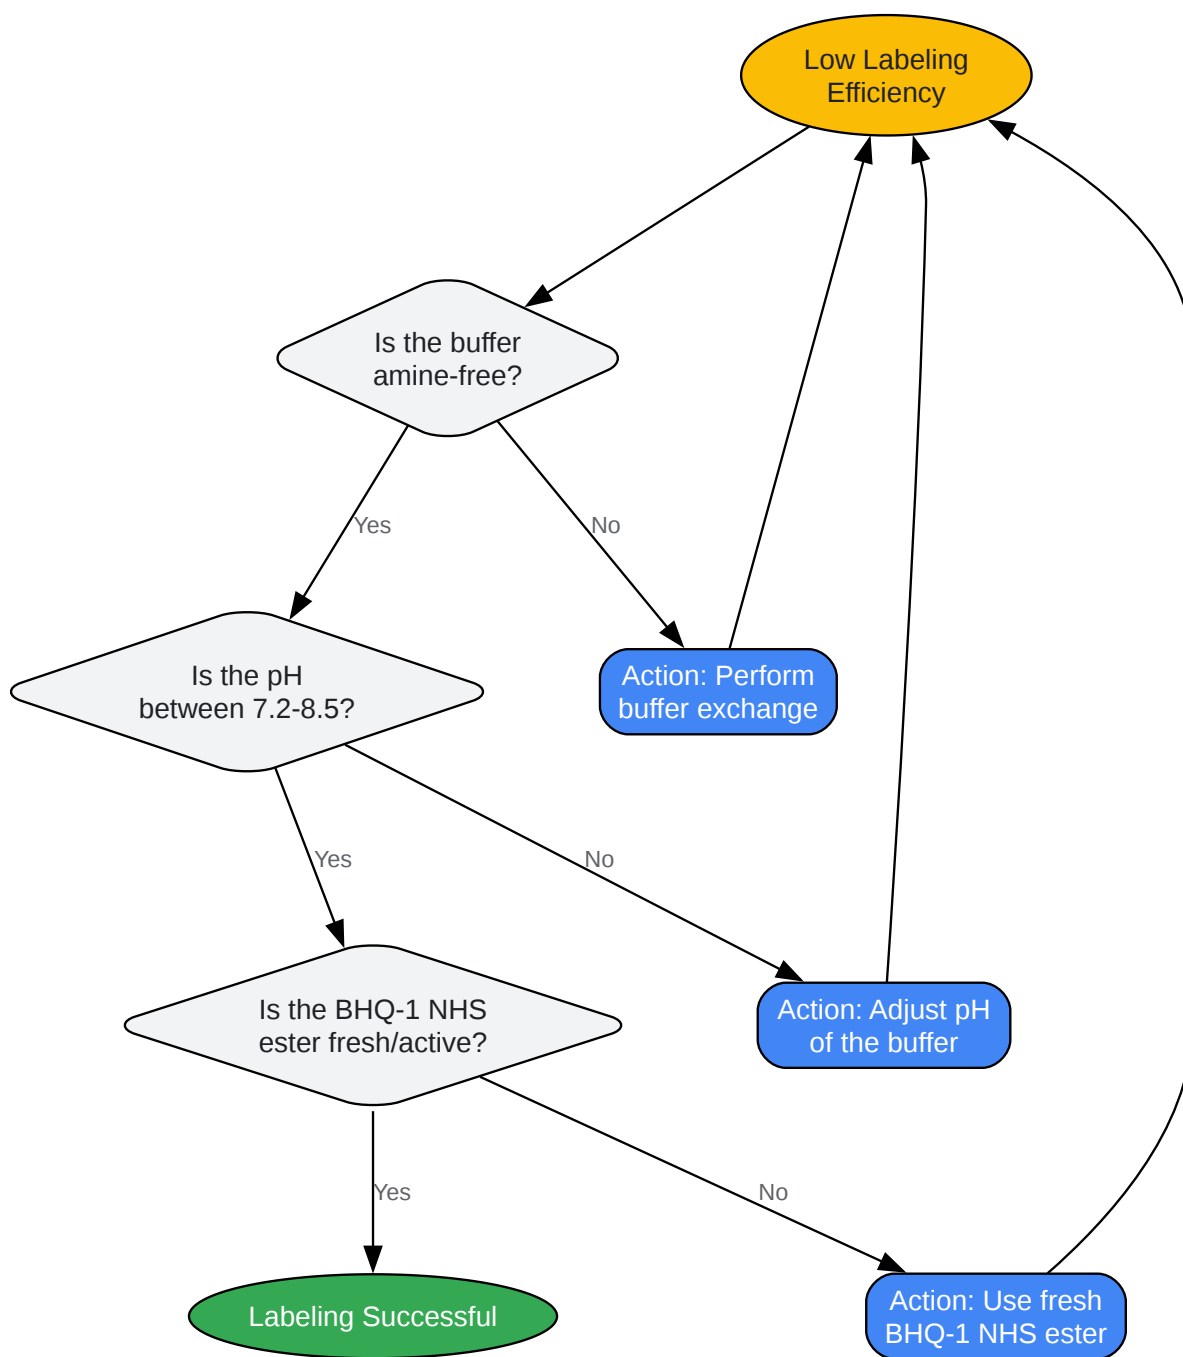 Low Labeling
Efficiency
Is the buffer
amine-free?
Yes
No
Is the pH
between 7.2-8.5?
Action: Perform
buffer exchange
Yes
No
Is the BHQ-1 NHS
ester fresh/active?
Action: Adjust pH
of the buffer
Yes
No
Labeling Successful
Action: Use fresh
BHQ-1 NHS ester